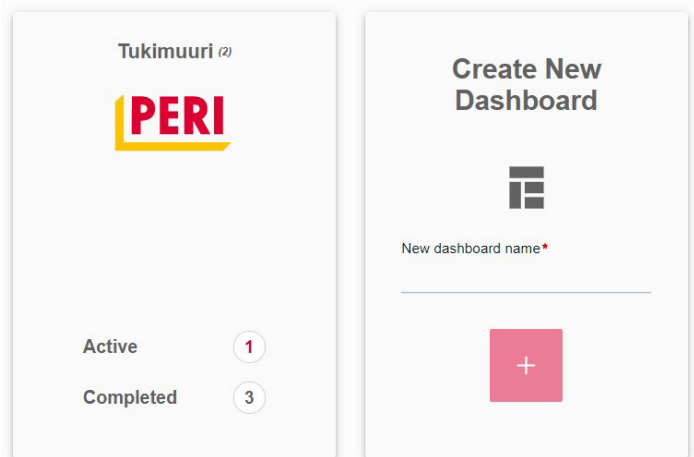 Tukimuuri (2)
PERI
Active 1
Completed 3
Create New
Dashboard
New dashboard name*
+